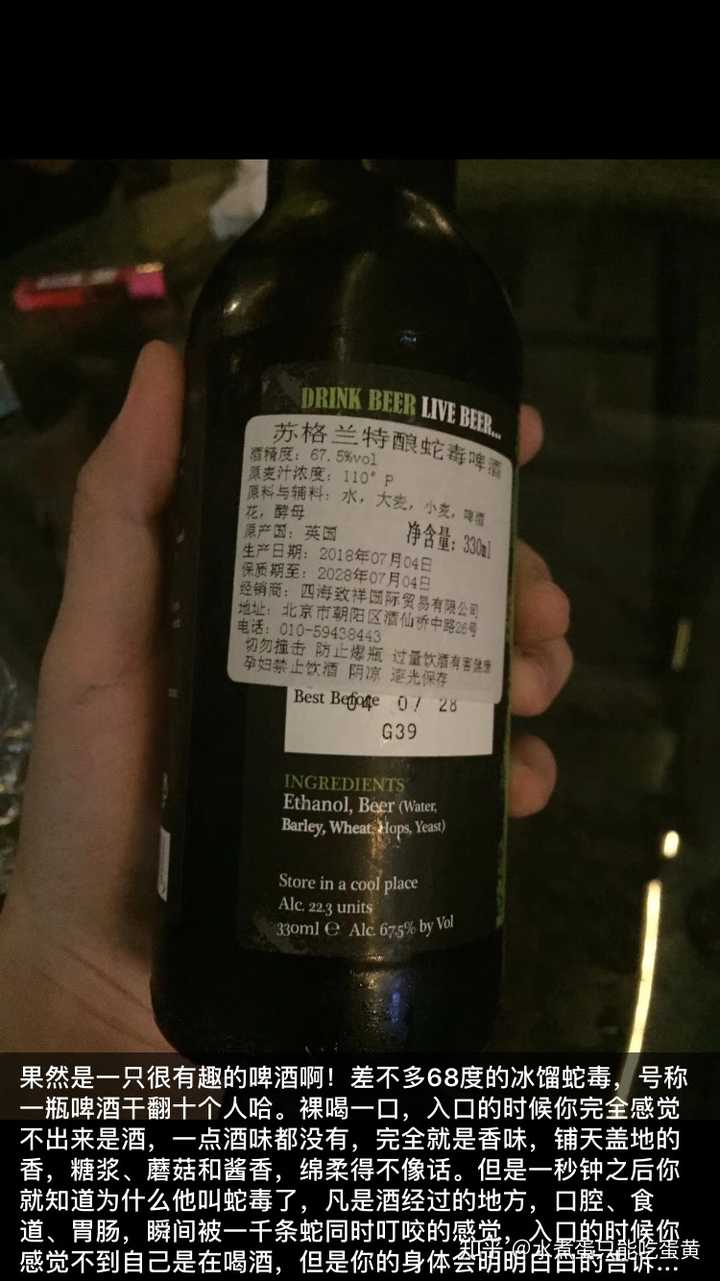 DRINK BEER LIVE BEER...
苏格兰特酿蛇毒啤酒
酒精度：67.5%vol
原麦汁浓度：110°P
原料与辅料：水，大麦，小麦，啤酒
花，酵母
原产国：英国 净含量：330ml
生产日期：2018年07月04日
保质期至：2028年07月04日
经销商：四海致祥国际贸易有限公司
地址：北京市朝阳区酒仙桥中路26号
电话：010-59438443
切勿撞击 防止爆瓶 过量饮酒有害健康
孕妇禁止饮酒 阴凉 避光保存
Best Before 04 07 28
G39
INGREDIENTS
Ethanol, Beer (Water,
Barley, Wheat, Hops, Yeast)
Store in a cool place
Alc. 22.3 units
330ml ℮ Alc. 67.5% by Vol
果然是一只很有趣的啤酒啊！差不多68度的冰馏蛇毒，号称
一瓶啤酒干翻十个人哈。裸喝一口，入口的时候你完全感觉
不出来是酒，一点酒味都没有，完全就是香味，铺天盖地的
香，糖浆、蘑菇和酱香，绵柔得不像话。但是一秒钟之后你
就知道为什么他叫蛇毒了，凡是酒经过的地方，口腔、食
道、胃肠，瞬间被一千条蛇同时叮咬的感觉，入口的时候你
感觉不到自己是在喝酒，但是你的身体会明明白白的告诉...
知乎 @水煮蛋只能吃蛋黄